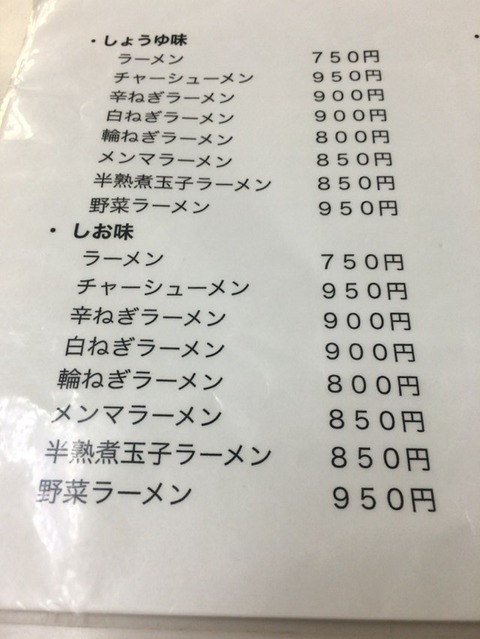 ・しょうゆ味
ラーメン ７５０円
チャーシューメン ９５０円
辛ねぎラーメン ９００円
白ねぎラーメン ９００円
輪ねぎラーメン ８００円
メンマラーメン ８５０円
半熟煮玉子ラーメン ８５０円
野菜ラーメン ９５０円
・しお味
ラーメン ７５０円
チャーシューメン ９５０円
辛ねぎラーメン ９００円
白ねぎラーメン ９００円
輪ねぎラーメン ８００円
メンマラーメン ８５０円
半熟煮玉子ラーメン ８５０円
野菜ラーメン ９５０円